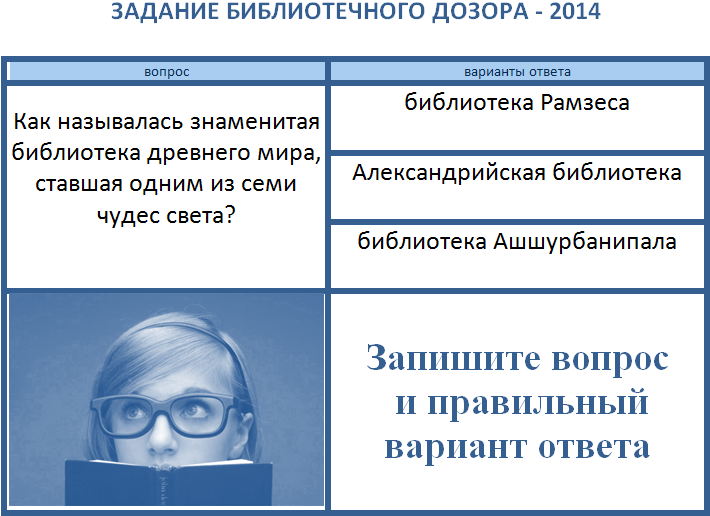 ЗАДАНИЕ БИБЛИОТЕЧНОГО ДОЗОРА - 2014
вопрос
варианты ответа
Как называлась знаменитая
библиотека древнего мира,
ставшая одним из семи
чудес света?
библиотека Рамзеса
Александрийская библиотека
библиотека Ашшурбанипала
Запишите вопрос
и правильный
вариант ответа